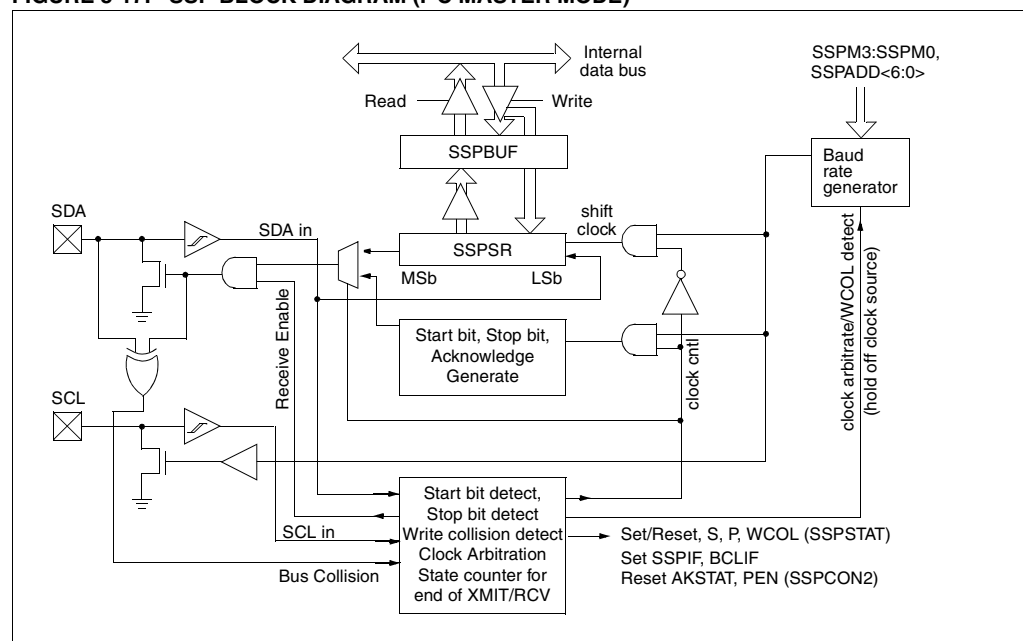 Internal
data bus
SSPM3:SSPM0,
SSPADD<6:0>
Read
Write
SSPBUF
Baud
rate
generator
SDA
SDA in
shift
clock
SSPSR
MSb
LSb
Receive Enable
Start bit, Stop bit,
Acknowledge
Generate
clock cntl
clock arbitrate/WCOL detect
(hold off clock source)
SCL
SCL in
Bus Collision
Start bit detect,
Stop bit detect
Write collision detect
Clock Arbitration
State counter for
end of XMIT/RCV
Set/Reset, S, P, WCOL (SSPSTAT)
Set SSPIF, BCLIF
Reset AKSTAT, PEN (SSPCON2)